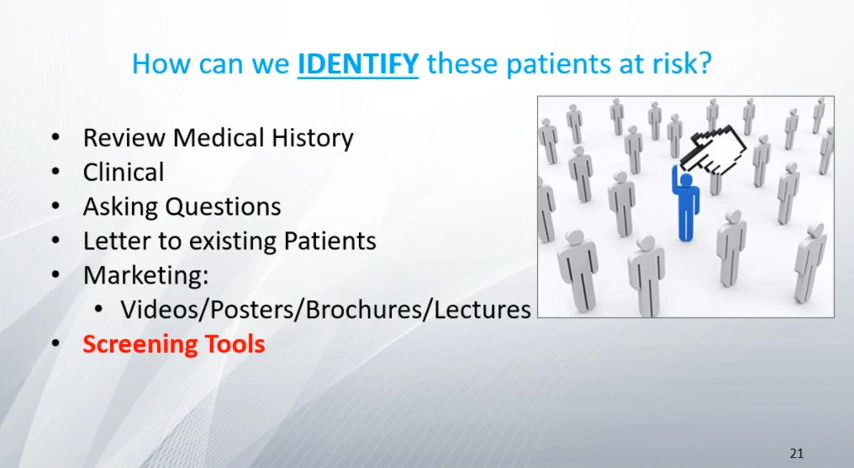 How can we IDENTIFY these patients at risk?
• Review Medical History
• Clinical
• Asking Questions
• Letter to existing Patients
• Marketing:
• Videos/Posters/Brochures/Lectures
• Screening Tools
21